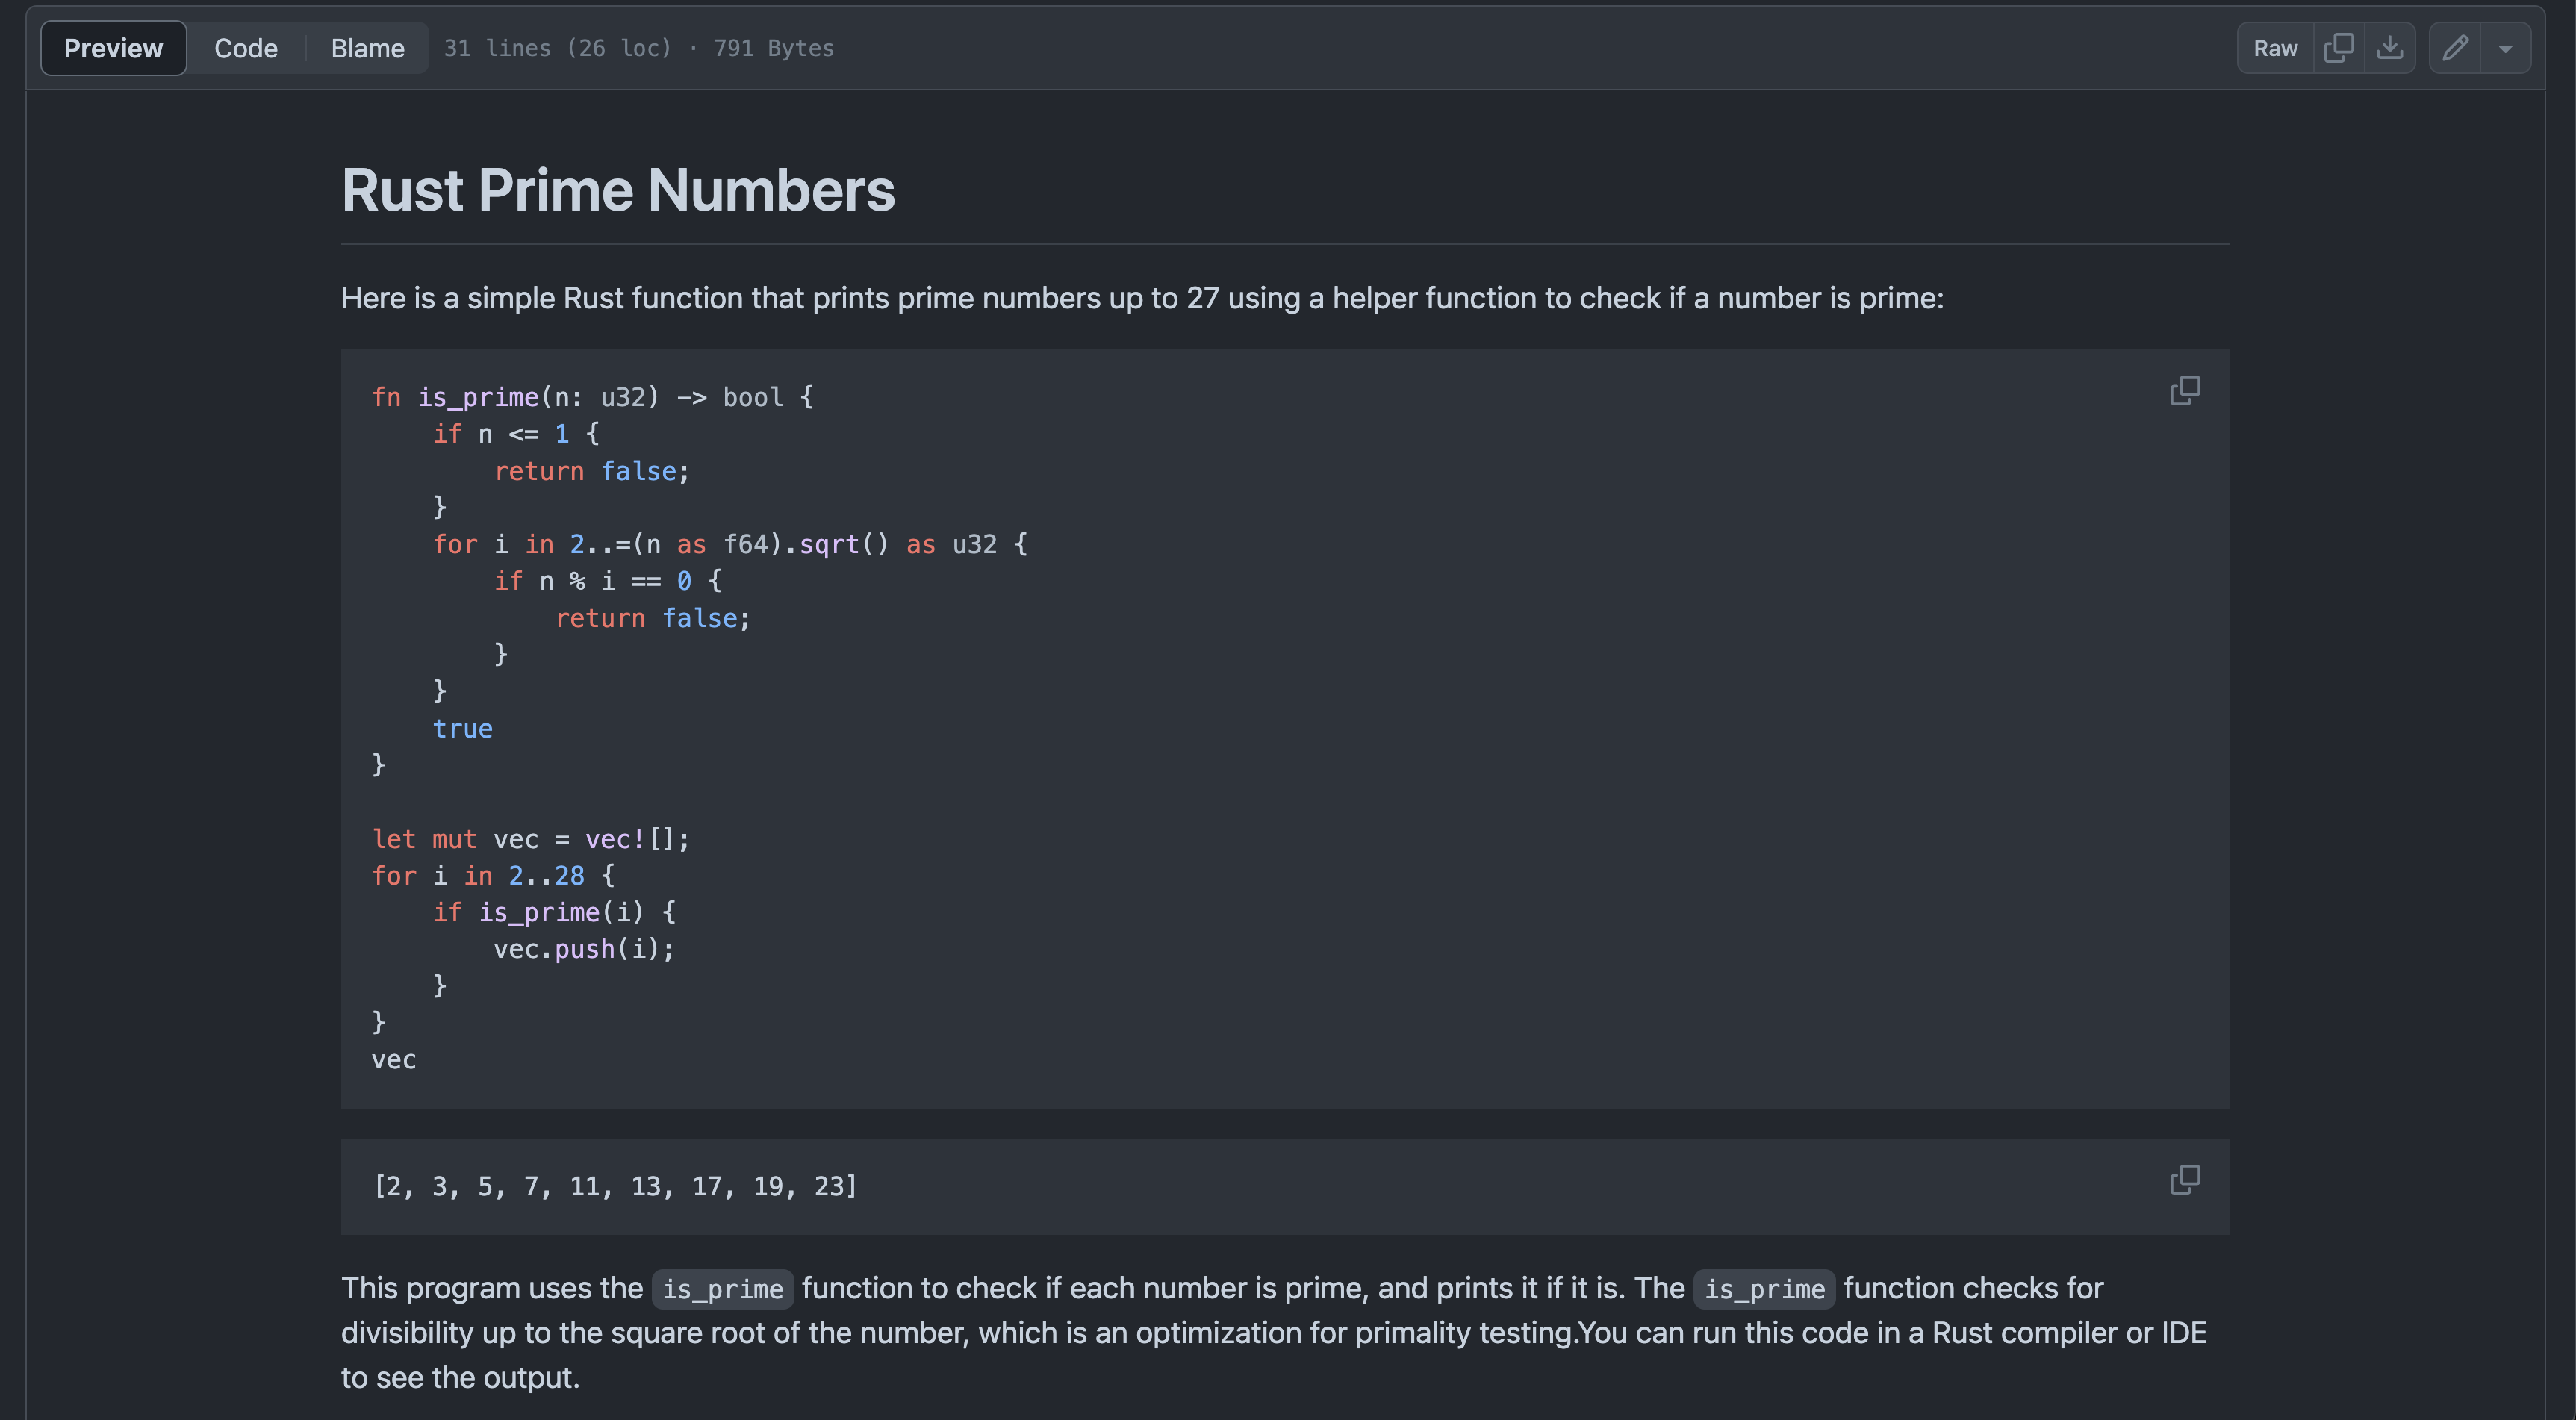 Preview Code Blame 31 lines (26 loc) · 791 Bytes Raw
Rust Prime Numbers
Here is a simple Rust function that prints prime numbers up to 27 using a helper function to check if a number is prime:
fn is_prime(n: u32) -> bool {
    if n <= 1 {
        return false;
    }
    for i in 2..=(n as f64).sqrt() as u32 {
        if n % i == 0 {
            return false;
        }
    }
    true
}

let mut vec = vec![];
for i in 2..28 {
    if is_prime(i) {
        vec.push(i);
    }
}
vec
[2, 3, 5, 7, 11, 13, 17, 19, 23]
This program uses the is_prime function to check if each number is prime, and prints it if it is. The is_prime function checks for
divisibility up to the square root of the number, which is an optimization for primality testing.You can run this code in a Rust compiler or IDE
to see the output.